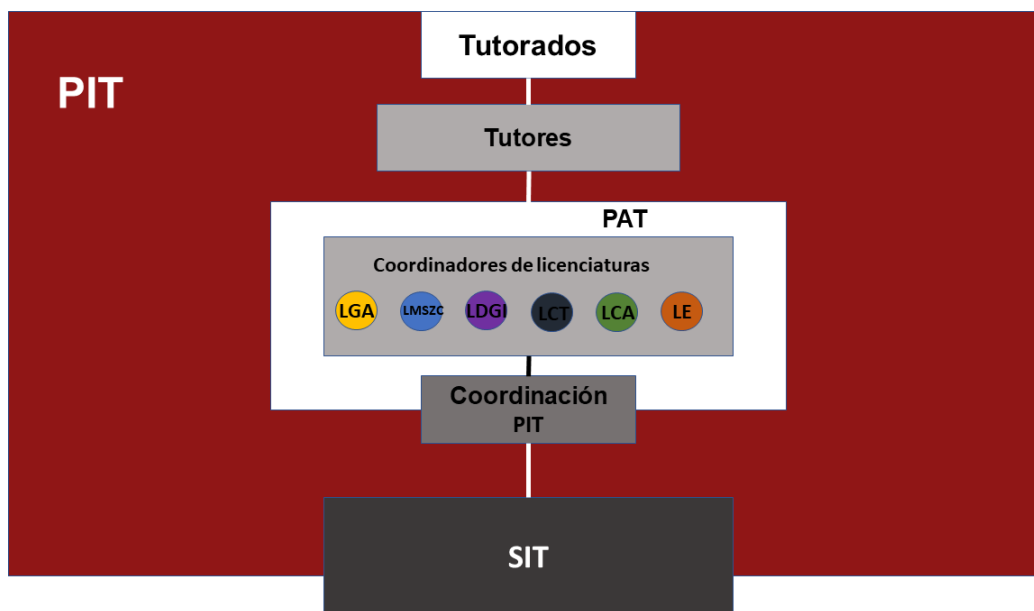 Tutorados
PIT
Tutores
PAT
Coordinadores de licenciaturas
LGA LMSZC LDGI LCT LCA LE
Coordinación
PIT
SIT